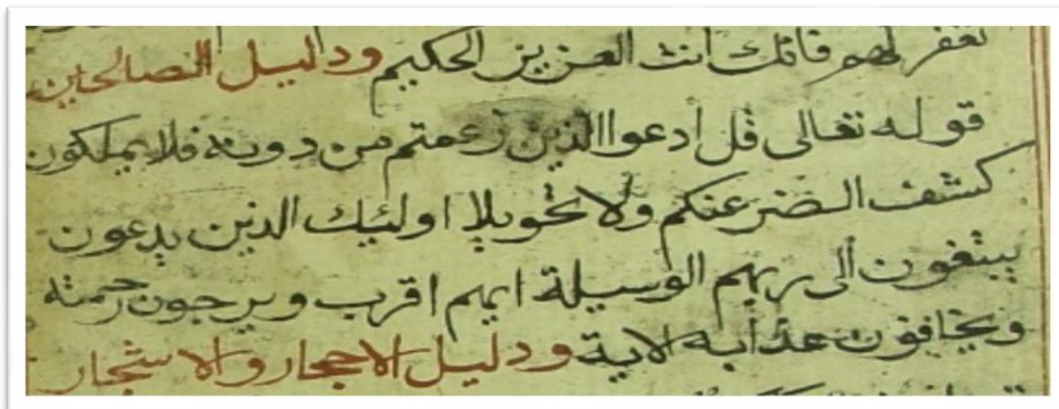 تغفر لهم فانك انت العزيز الحكيم ودليل الصالحين
قوله تعالى قل ادعوا الذين زعمتم من دونه فلا يملكون
كشف الضر عنكم ولا تحويلا اولئك الذين يدعون
يبتغون الى ربهم الوسيلة ايهم اقرب ويرجون رحمته
ويخافون عذابه الاية ودليل الاحجار والاشجار